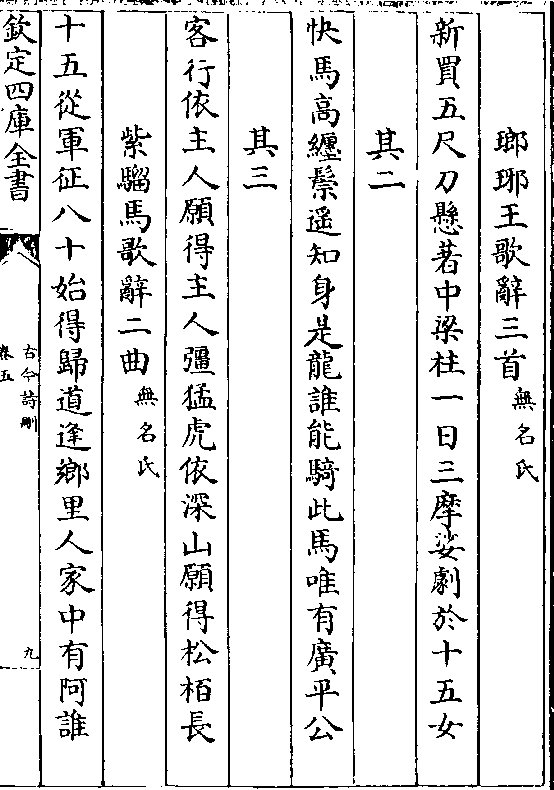 瑯琊王歌辭三首無名氏
新買五尺刀懸著中梁柱一日三摩娑劇於十五女
其二
快馬高纏鬃遥知身是龍誰能騎此馬唯有廣平公
其三
客行依主人願得主人彊猛虎依深山願得松栢長
紫騮馬歌辭二曲無名氏
十五從軍征八十始得歸道逢鄉里人家中有阿誰
欽定四庫全書
古今詩刪
卷五
九